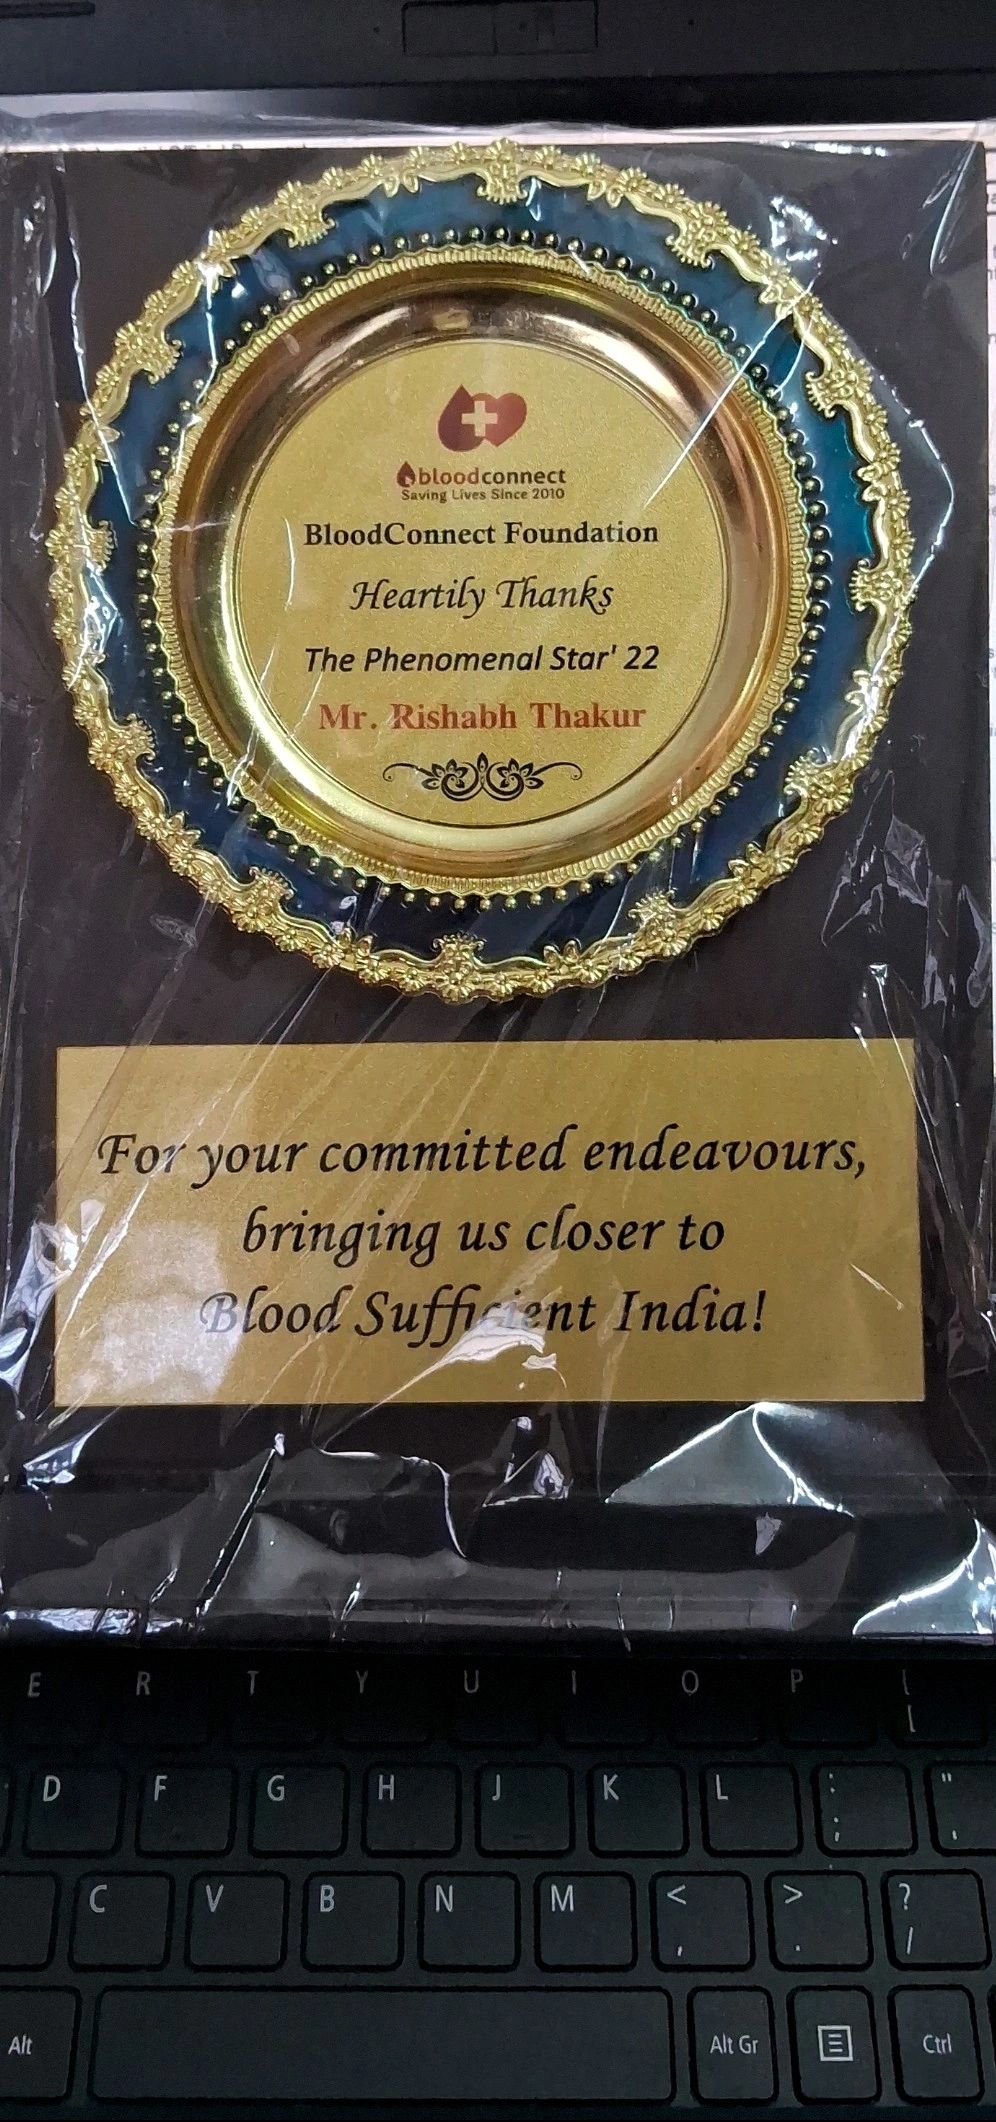 bloodconnect
Saving Lives Since 2010
BloodConnect Foundation
Heartily Thanks
The Phenomenal Star' 22
Mr. Rishabh Thakur
For your committed endeavours,
bringing us closer to
Blood Sufficient India!
E R T Y U I O P {
[
D F G H J K L : "
; '
C V B N M < > ?
, . /
Alt Alt Gr Ctrl